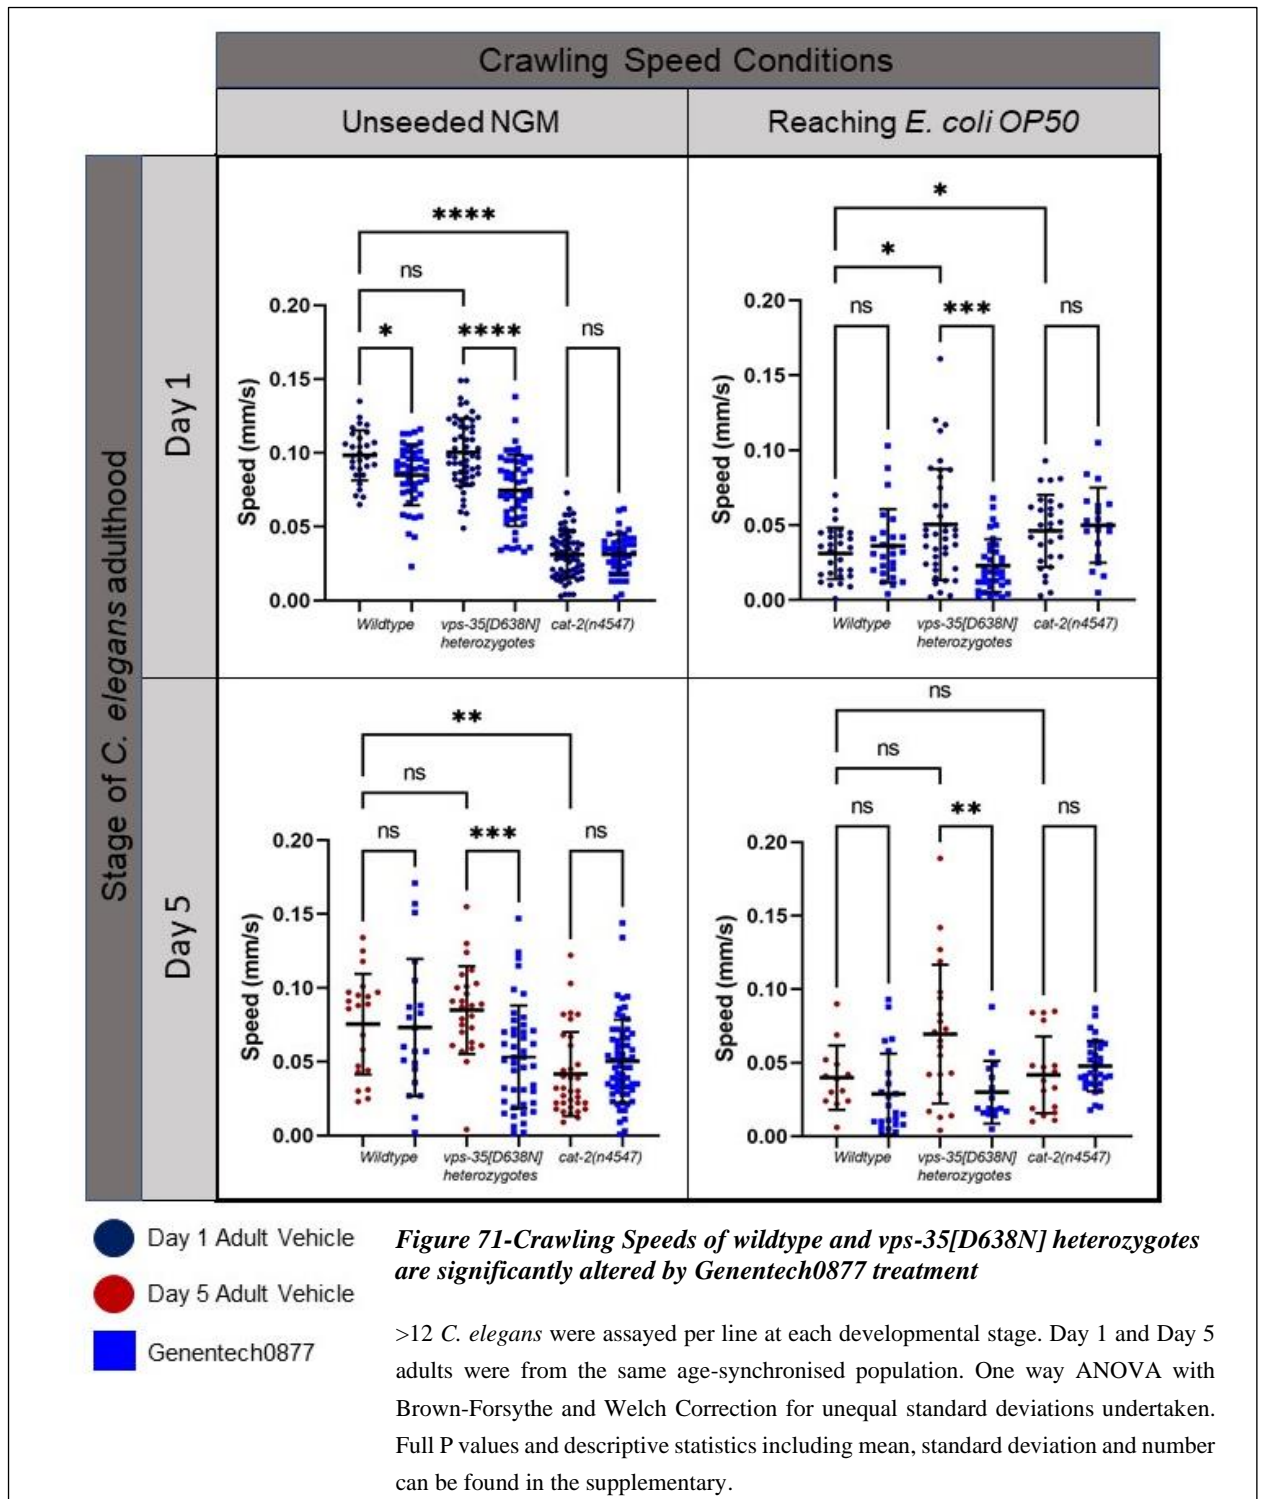 Crawling Speed Conditions
Unseeded NGM
Reaching E. coli OP50
Stage of C. elegans adulthood
Day 1
****
ns
*
****
ns
Speed (mm/s)
0.20
0.15
0.10
0.05
0.00
Wildtype
vps-35[D638N]
heterozygotes
cat-2(n4547)
*
*
ns
***
ns
Speed (mm/s)
0.20
0.15
0.10
0.05
0.00
Wildtype
vps-35[D638N]
heterozygotes
cat-2(n4547)
Day 5
**
ns
ns
***
ns
Speed (mm/s)
0.20
0.15
0.10
0.05
0.00
Wildtype
vps-35[D638N]
heterozygotes
cat-2(n4547)
ns
ns
ns
**
ns
Speed (mm/s)
0.20
0.15
0.10
0.05
0.00
Wildtype
vps-35[D638N]
heterozygotes
cat-2(n4547)
Day 1 Adult Vehicle
Day 5 Adult Vehicle
Genentech0877
Figure 71-Crawling Speeds of wildtype and vps-35[D638N] heterozygotes
are significantly altered by Genentech0877 treatment
>12 C. elegans were assayed per line at each developmental stage. Day 1 and Day 5
adults were from the same age-synchronised population. One way ANOVA with
Brown-Forsythe and Welch Correction for unequal standard deviations undertaken.
Full P values and descriptive statistics including mean, standard deviation and number
can be found in the supplementary.